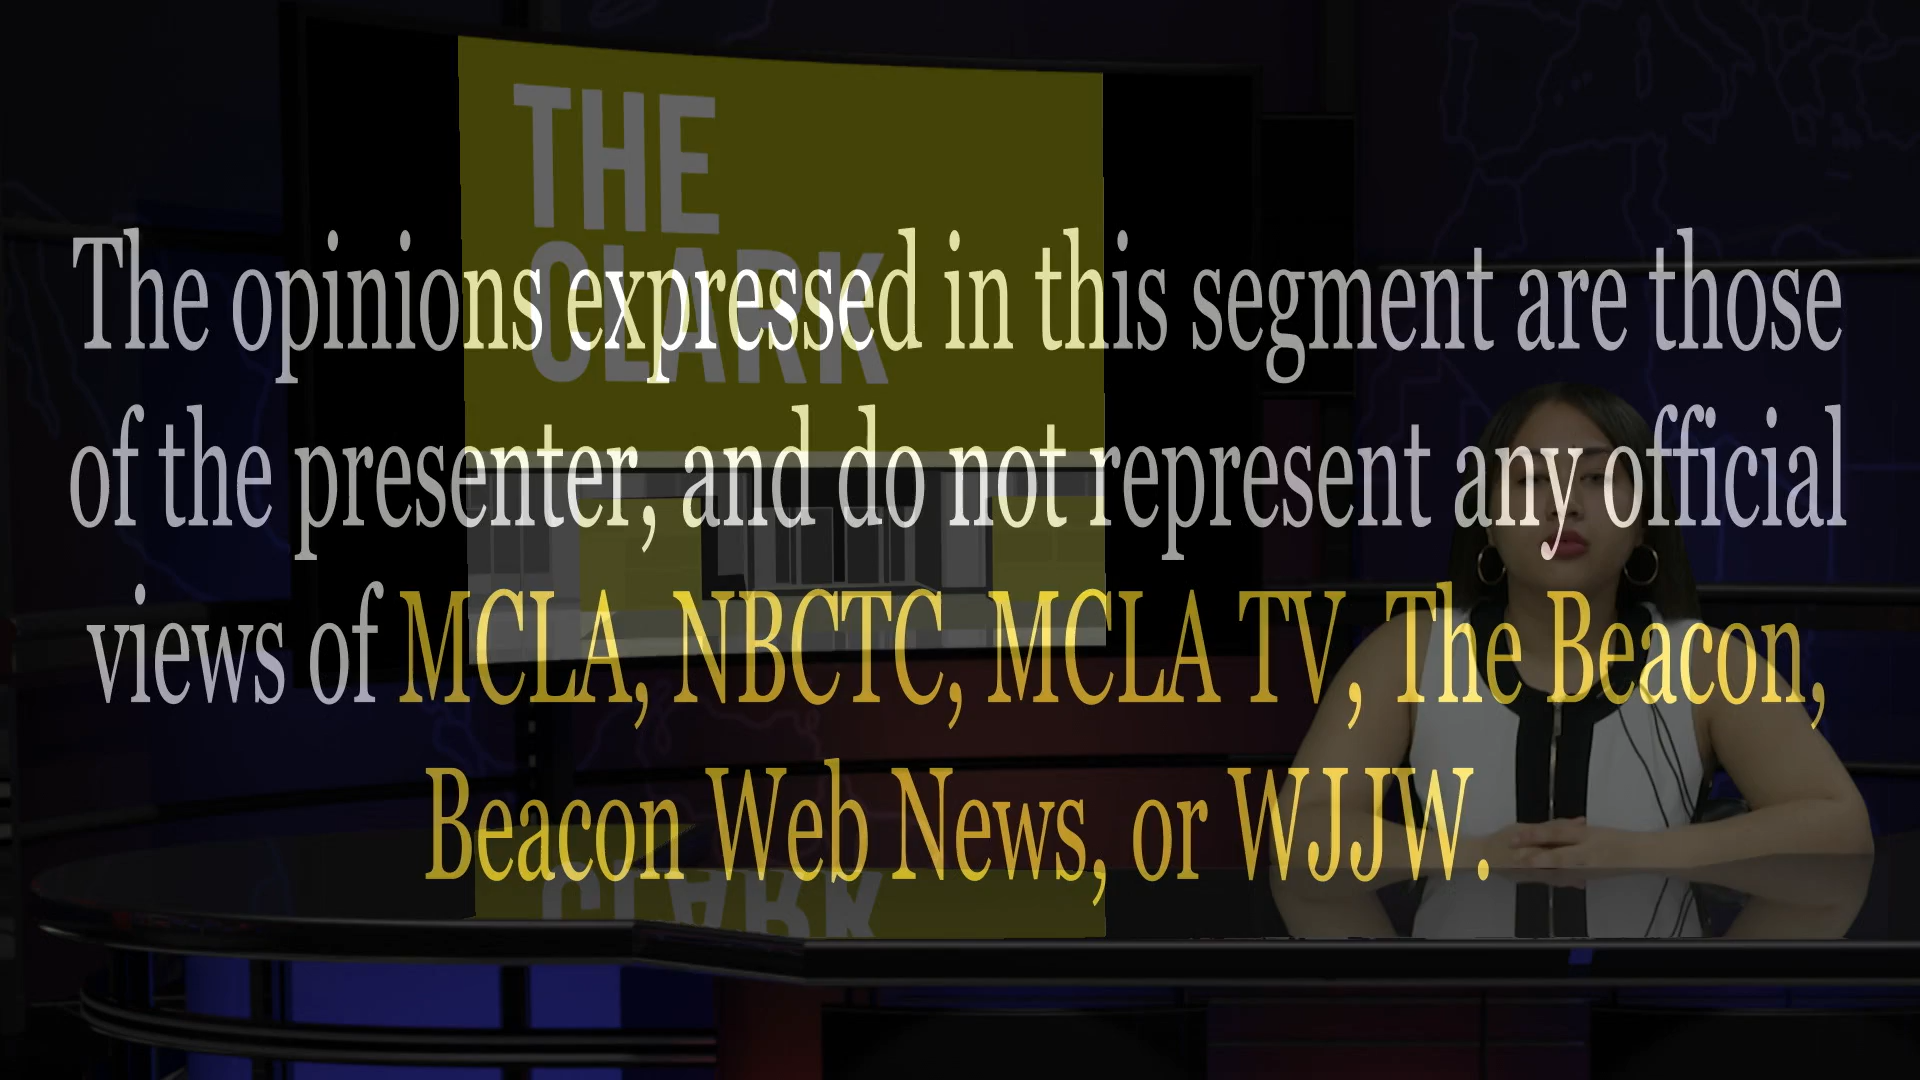 THE
CLARK
The opinions expressed in this segment are those
of the presenter, and do not represent any official
views of MCLA, NBCTC, MCLA TV, The Beacon,
Beacon Web News, or WJJW.
CLARK